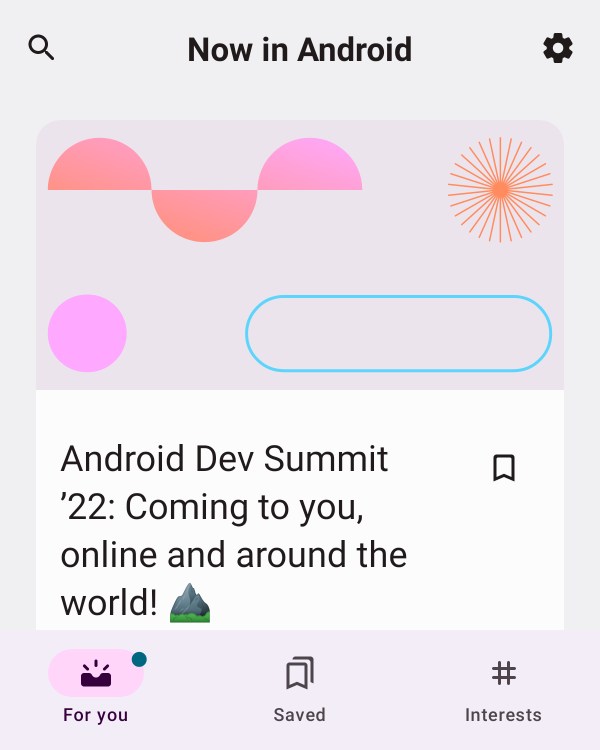 Now in Android
Android Dev Summit
’22: Coming to you,
online and around the
world! ⛰️
For you
Saved
Interests